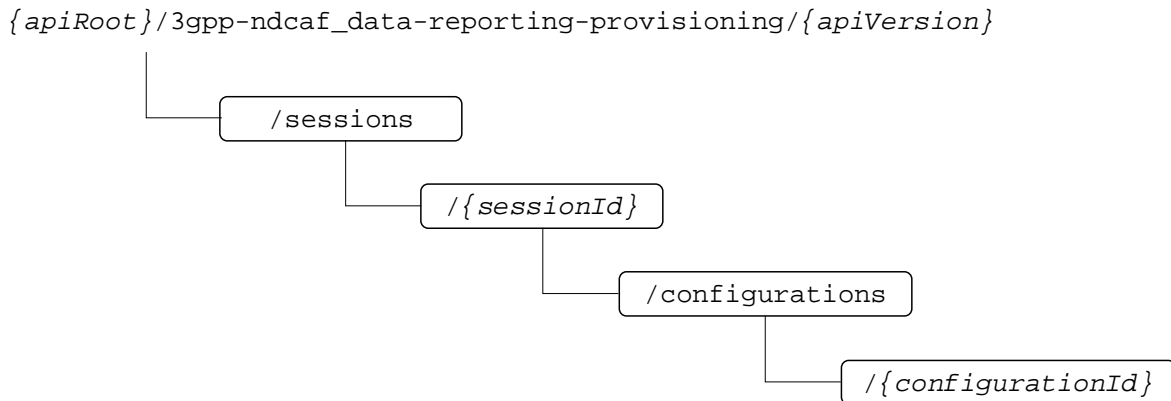 {apiRoot}/3gpp-ndcaf_data-reporting-provisioning/{apiVersion}
/sessions
/{sessionId}
/configurations
/{configurationId}